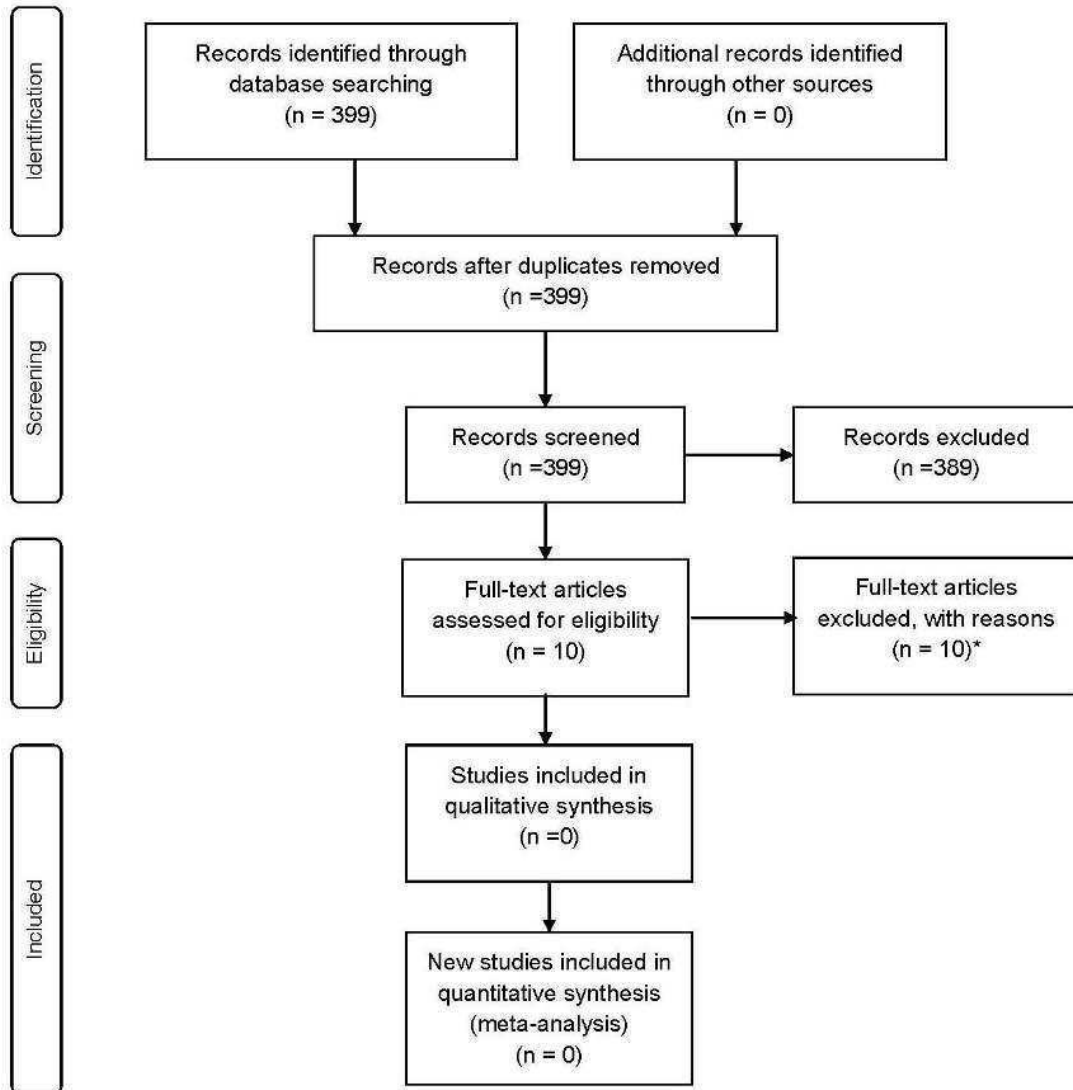 Identification
Records identified through
database searching
(n = 399)
Additional records identified
through other sources
(n = 0)
Records after duplicates removed
(n =399)
Screening
Records screened
(n =399)
Records excluded
(n =389)
Eligibility
Full-text articles
assessed for eligibility
(n = 10)
Full-text articles
excluded, with reasons
(n = 10)*
Included
Studies included in
qualitative synthesis
(n =0)
New studies included in
quantitative synthesis
(meta-analysis)
(n = 0)